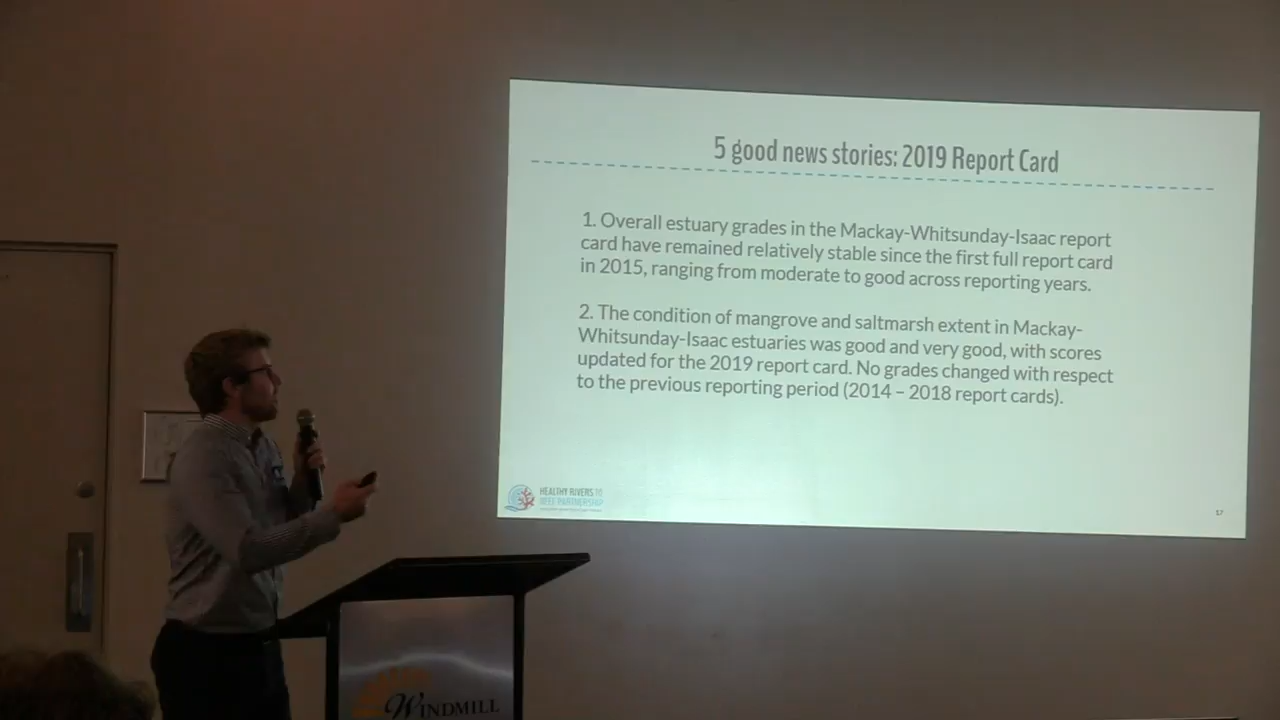 5 good news stories: 2019 Report Card
1. Overall estuary grades in the Mackay-Whitsunday-Isaac report
card have remained relatively stable since the first full report card
in 2015, ranging from moderate to good across reporting years.
2. The condition of mangrove and saltmarsh extent in Mackay-
Whitsunday-Isaac estuaries was good and very good, with scores
updated for the 2019 report card. No grades changed with respect
to the previous reporting period (2014 – 2018 report cards).
HEALTHY RIVERS TO
REEF PARTNERSHIP
17
WINDMILL